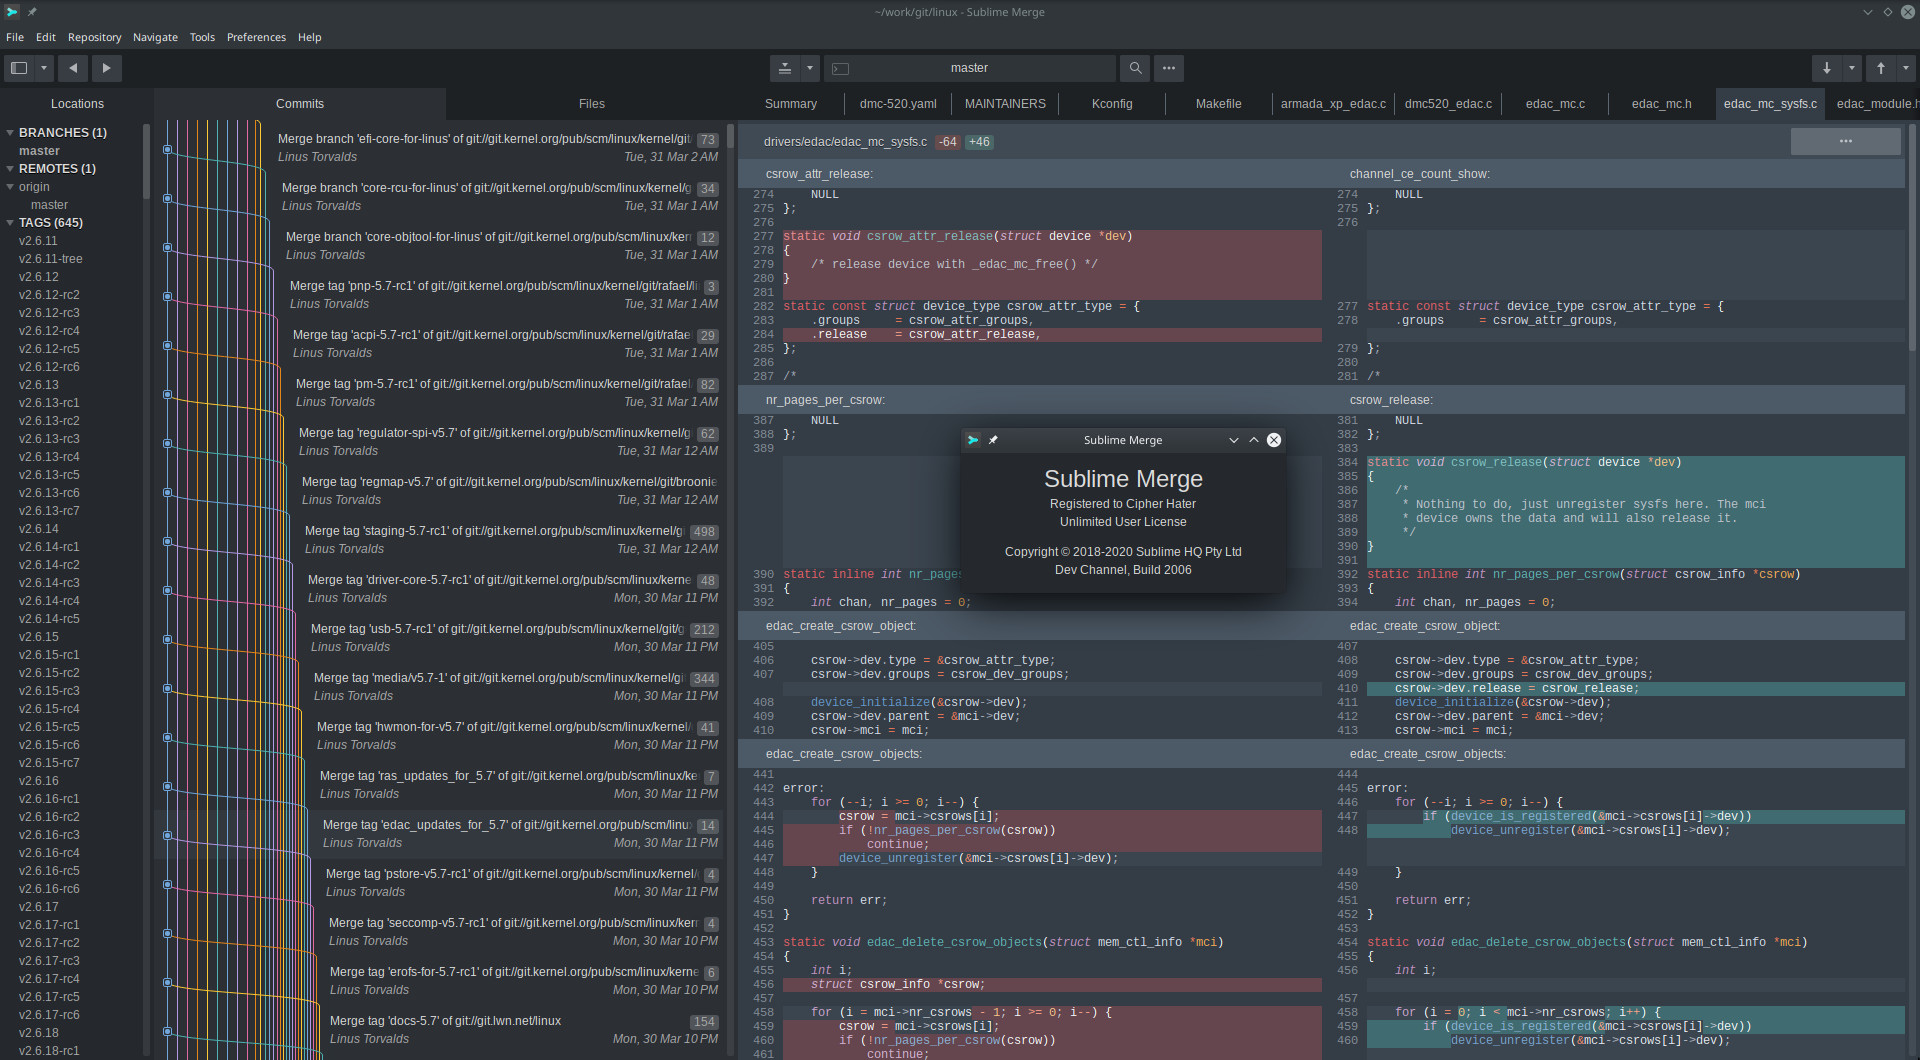 ~/work/git/linux - Sublime Merge
File Edit Repository Navigate Tools Preferences Help
master
Locations
Commits Files
Summary dmc-520.yaml MAINTAINERS Kconfig Makefile armada_xp_edac.c dmc520_edac.c edac_mc.c edac_mc.h edac_mc_sysfs.c edac_module.h
BRANCHES (1)
master
REMOTES (1)
origin
master
TAGS (645)
v2.6.11
v2.6.11-tree
v2.6.12
v2.6.12-rc2
v2.6.12-rc3
v2.6.12-rc4
v2.6.12-rc5
v2.6.12-rc6
v2.6.13
v2.6.13-rc1
v2.6.13-rc2
v2.6.13-rc3
v2.6.13-rc4
v2.6.13-rc5
v2.6.13-rc6
v2.6.13-rc7
v2.6.14
v2.6.14-rc1
v2.6.14-rc2
v2.6.14-rc3
v2.6.14-rc4
v2.6.14-rc5
v2.6.15
v2.6.15-rc1
v2.6.15-rc2
v2.6.15-rc3
v2.6.15-rc4
v2.6.15-rc5
v2.6.15-rc6
v2.6.15-rc7
v2.6.16
v2.6.16-rc1
v2.6.16-rc2
v2.6.16-rc3
v2.6.16-rc4
v2.6.16-rc5
v2.6.16-rc6
v2.6.17
v2.6.17-rc1
v2.6.17-rc2
v2.6.17-rc3
v2.6.17-rc4
v2.6.17-rc5
v2.6.17-rc6
v2.6.18
v2.6.18-rc1
Merge branch 'efi-core-for-linus' of git://git.kernel.org/pub/scm/linux/kernel/git 73
Linus Torvalds Tue, 31 Mar 2 AM
Merge branch 'core-rcu-for-linus' of git://git.kernel.org/pub/scm/linux/kernel/g 34
Linus Torvalds Tue, 31 Mar 1 AM
Merge branch 'core-objtool-for-linus' of git://git.kernel.org/pub/scm/linux/ker 12
Linus Torvalds Tue, 31 Mar 1 AM
Merge tag 'pnp-5.7-rc1' of git://git.kernel.org/pub/scm/linux/kernel/git/rafael/li 3
Linus Torvalds Tue, 31 Mar 1 AM
Merge tag 'acpi-5.7-rc1' of git://git.kernel.org/pub/scm/linux/kernel/git/rafae 29
Linus Torvalds Tue, 31 Mar 1 AM
Merge tag 'pm-5.7-rc1' of git://git.kernel.org/pub/scm/linux/kernel/git/rafael 82
Linus Torvalds Tue, 31 Mar 1 AM
Merge tag 'regulator-spi-v5.7' of git://git.kernel.org/pub/scm/linux/kernel/g 62
Linus Torvalds Tue, 31 Mar 12 AM
Merge tag 'regmap-v5.7' of git://git.kernel.org/pub/scm/linux/kernel/git/broonie
Linus Torvalds Tue, 31 Mar 12 AM
Merge tag 'staging-5.7-rc1' of git://git.kernel.org/pub/scm/linux/kernel/g 498
Linus Torvalds Tue, 31 Mar 12 AM
Merge tag 'driver-core-5.7-rc1' of git://git.kernel.org/pub/scm/linux/kerne 48
Linus Torvalds Mon, 30 Mar 11 PM
Merge tag 'usb-5.7-rc1' of git://git.kernel.org/pub/scm/linux/kernel/git/g 212
Linus Torvalds Mon, 30 Mar 11 PM
Merge tag 'media/v5.7-1' of git://git.kernel.org/pub/scm/linux/kernel/gi 344
Linus Torvalds Mon, 30 Mar 11 PM
Merge tag 'hwmon-for-v5.7' of git://git.kernel.org/pub/scm/linux/kernel/ 41
Linus Torvalds Mon, 30 Mar 11 PM
Merge tag 'ras_updates_for_5.7' of git://git.kernel.org/pub/scm/linux/ke 7
Linus Torvalds Mon, 30 Mar 11 PM
Merge tag 'edac_updates_for_5.7' of git://git.kernel.org/pub/scm/linu 14
Linus Torvalds Mon, 30 Mar 11 PM
Merge tag 'pstore-v5.7-rc1' of git://git.kernel.org/pub/scm/linux/kernel/ 4
Linus Torvalds Mon, 30 Mar 11 PM
Merge tag 'seccomp-v5.7-rc1' of git://git.kernel.org/pub/scm/linux/kern 4
Linus Torvalds Mon, 30 Mar 10 PM
Merge tag 'erofs-for-5.7-rc1' of git://git.kernel.org/pub/scm/linux/kerne 6
Linus Torvalds Mon, 30 Mar 10 PM
Merge tag 'docs-5.7' of git://git.lwn.net/linux 154
Linus Torvalds Mon, 30 Mar 10 PM
drivers/edac/edac_mc_sysfs.c -64 +46
csrow_attr_release:
274 NULL
275 };
276
277 static void csrow_attr_release(struct device *dev)
278 {
279 /* release device with _edac_mc_free() */
280 }
281
282 static const struct device_type csrow_attr_type = {
283 .groups = csrow_attr_groups,
284 .release = csrow_attr_release,
285 };
286
287 /*
nr_pages_per_csrow:
387 NULL
388 };
389
390 static inline int nr_pages
391 {
392 int chan, nr_pages = 0;
edac_create_csrow_object:
405
406 csrow->dev.type = &csrow_attr_type;
407 csrow->dev.groups = csrow_dev_groups;
408 device_initialize(&csrow->dev);
409 csrow->dev.parent = &mci->dev;
410 csrow->mci = mci;
edac_create_csrow_objects:
441
442 error:
443 for (--i; i >= 0; i--) {
444 csrow = mci->csrows[i];
445 if (!nr_pages_per_csrow(csrow))
446 continue;
447 device_unregister(&mci->csrows[i]->dev);
448 }
449
450 return err;
451 }
452
453 static void edac_delete_csrow_objects(struct mem_ctl_info *mci)
454 {
455 int i;
456 struct csrow_info *csrow;
457
458 for (i = mci->nr_csrows - 1; i >= 0; i--) {
459 csrow = mci->csrows[i];
460 if (!nr_pages_per_csrow(csrow))
461 continue;
channel_ce_count_show:
274 NULL
275 };
276
277 static const struct device_type csrow_attr_type = {
278 .groups = csrow_attr_groups,
279 };
280
281 /*
csrow_release:
381 NULL
382 };
383
384 static void csrow_release(struct device *dev)
385 {
386 /*
387 * Nothing to do, just unregister sysfs here. The mci
388 * device owns the data and will also release it.
389 */
390 }
391
392 static inline int nr_pages_per_csrow(struct csrow_info *csrow)
393 {
394 int chan, nr_pages = 0;
edac_create_csrow_object:
407
408 csrow->dev.type = &csrow_attr_type;
409 csrow->dev.groups = csrow_dev_groups;
410 csrow->dev.release = csrow_release;
411 device_initialize(&csrow->dev);
412 csrow->dev.parent = &mci->dev;
413 csrow->mci = mci;
edac_create_csrow_objects:
444
445 error:
446 for (--i; i >= 0; i--) {
447 if (device_is_registered(&mci->csrows[i]->dev))
448 device_unregister(&mci->csrows[i]->dev);
449 }
450
451 return err;
452 }
453
454 static void edac_delete_csrow_objects(struct mem_ctl_info *mci)
455 {
456 int i;
457
458 for (i = 0; i < mci->nr_csrows; i++) {
459 if (device_is_registered(&mci->csrows[i]->dev))
460 device_unregister(&mci->csrows[i]->dev);
Sublime Merge
Sublime Merge
Registered to Cipher Hater
Unlimited User License
Copyright © 2018-2020 Sublime HQ Pty Ltd
Dev Channel, Build 2006